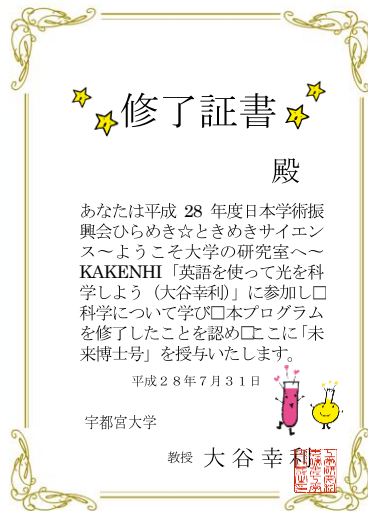 修了証書
殿
あなたは平成 28 年度日本学術振
興会ひらめき☆ときめきサイエン
ス～ようこそ大学の研究室へ～
KAKENHI「英語を使って光を科
学しよう（大谷幸利）」に参加し□
科学について学び□本プログラム
を修了したことを認め□ここに「未
来博士号」を授与いたします。
平成２８年７月３１日
宇都宮大学
教授 大谷幸利